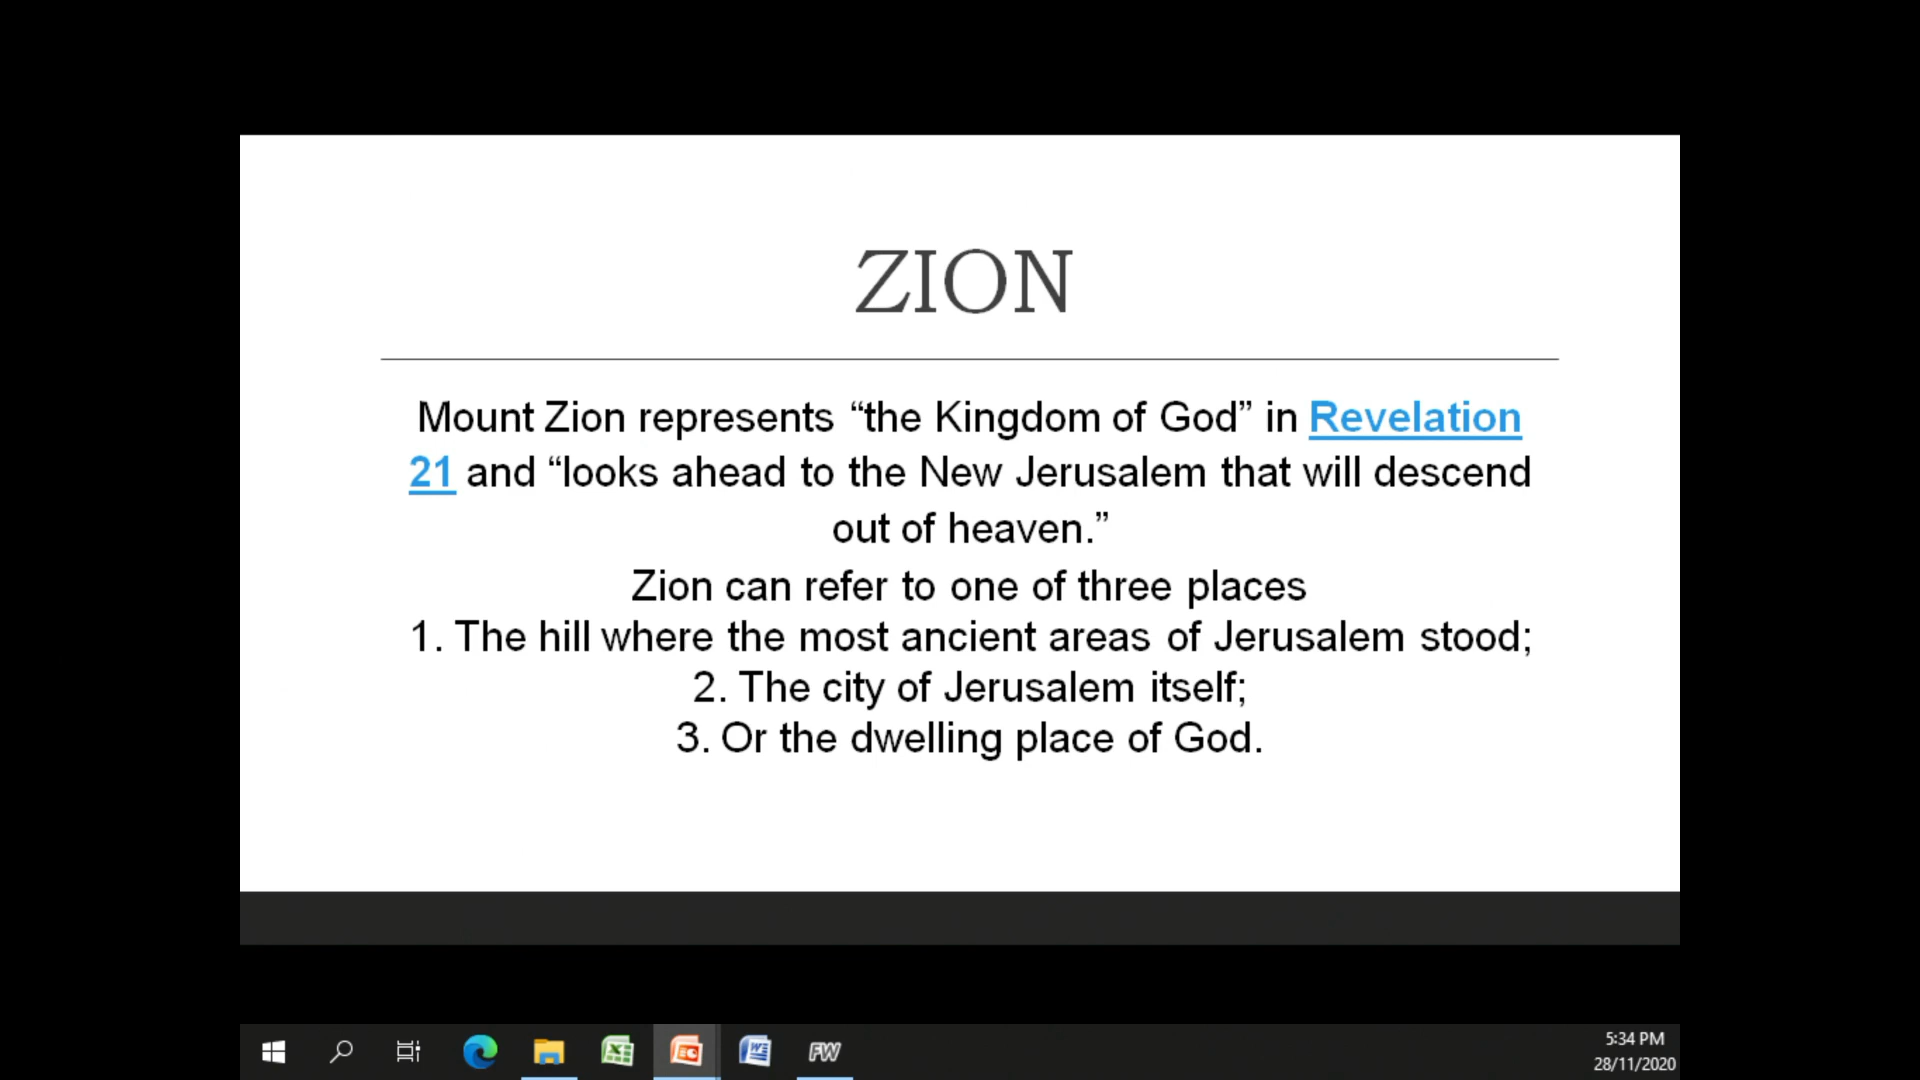 ZION
Mount Zion represents “the Kingdom of God” in Revelation
21 and “looks ahead to the New Jerusalem that will descend
out of heaven.”
Zion can refer to one of three places
1. The hill where the most ancient areas of Jerusalem stood;
2. The city of Jerusalem itself;
3. Or the dwelling place of God.
FW
5:34 PM
28/11/2020